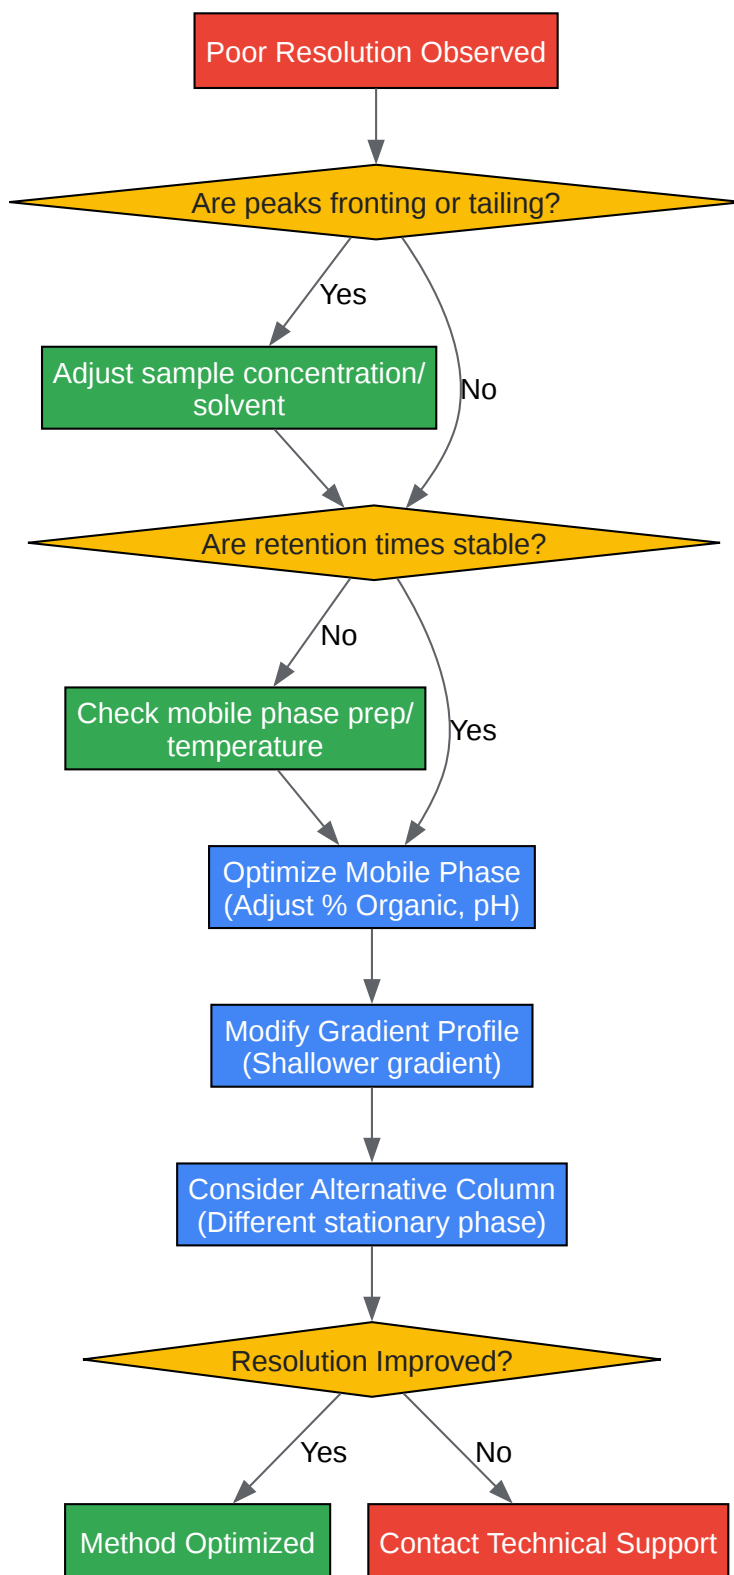 Poor Resolution Observed
Are peaks fronting or tailing?
Yes
Adjust sample concentration/
solvent
No
Are retention times stable?
No
Check mobile phase prep/
temperature
Yes
Optimize Mobile Phase
(Adjust % Organic, pH)
Modify Gradient Profile
(Shallower gradient)
Consider Alternative Column
(Different stationary phase)
Resolution Improved?
Yes
No
Method Optimized
Contact Technical Support